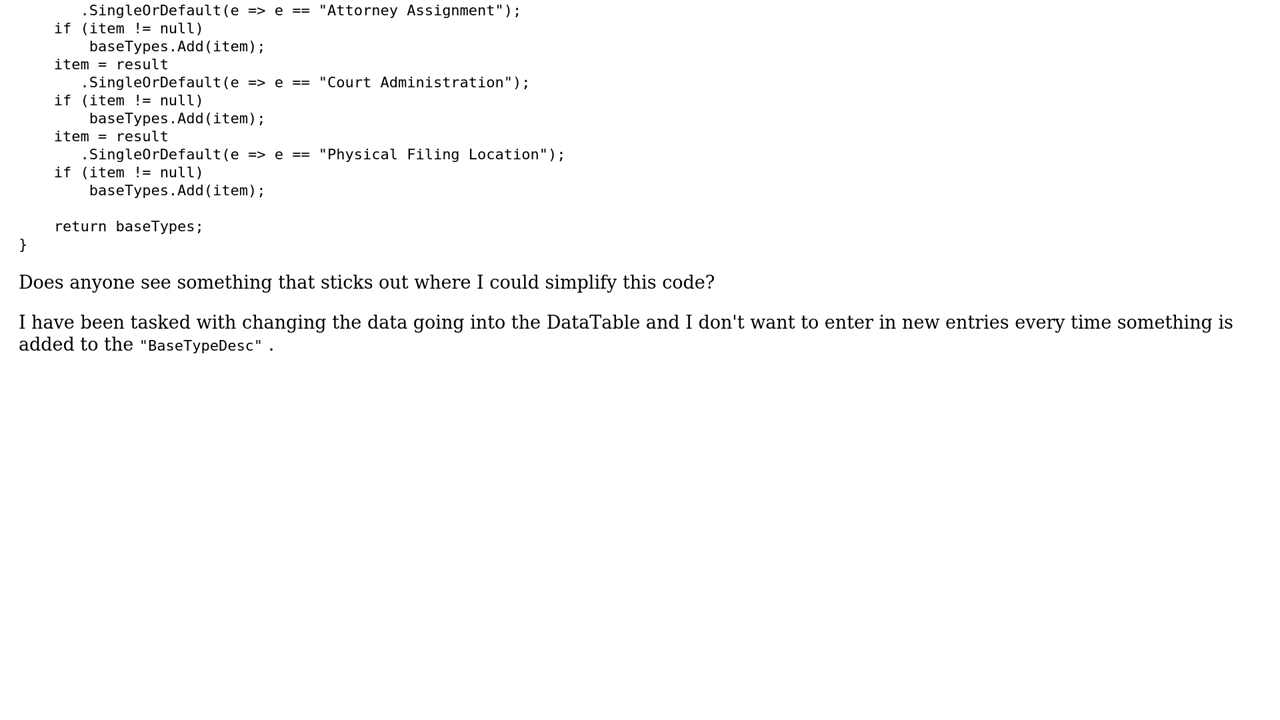 .SingleOrDefault(e => e == "Attorney Assignment");
if (item != null)
baseTypes.Add(item);
item = result
.SingleOrDefault(e => e == "Court Administration");
if (item != null)
baseTypes.Add(item);
item = result
.SingleOrDefault(e => e == "Physical Filing Location");
if (item != null)
baseTypes.Add(item);
return baseTypes;
}
Does anyone see something that sticks out where I could simplify this code?
I have been tasked with changing the data going into the DataTable and I don't want to enter in new entries every time something is
added to the "BaseTypeDesc" .